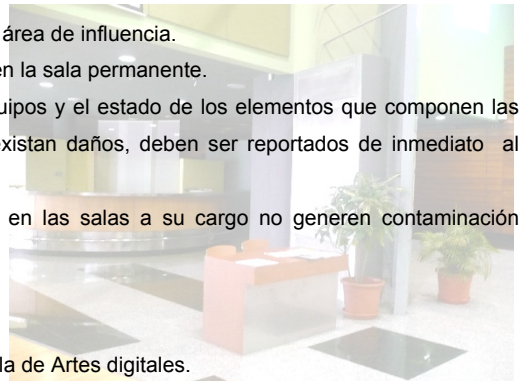 área de influencia.
en la sala permanente.
uipos y el estado de los elementos que componen las
existan daños, deben ser reportados de inmediato al
en las salas a su cargo no generen contaminación
la de Artes digitales.